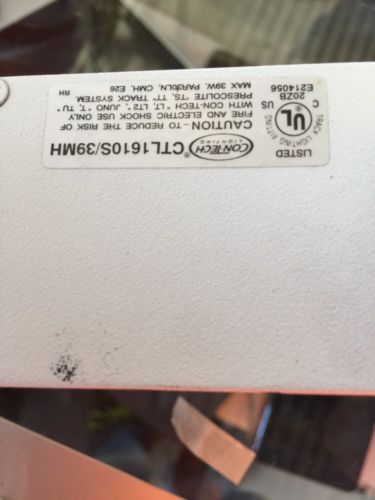 CON-TECH
LIGHTING
CTL1610S/39MH
CAUTION – TO REDUCE THE RISK OF
FIRE AND ELECTRIC SHOCK USE ONLY
WITH CON-TECH "LT, LT2", JUNO "T, TU"
PRESCOLITE "TS, TT" TRACK SYSTEM
MAX 39W, PAR30LN, CMH, E26
RH
LISTED
TRACK LIGHTING FITTING
C UL US
®
20ZB
E214056